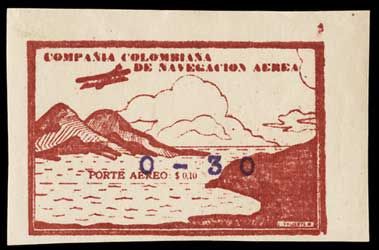 COMPAÑIA COLOMBIANA
DE NAVEGACION AEREA
0 - 30
PORTE AEREO $ 0,10